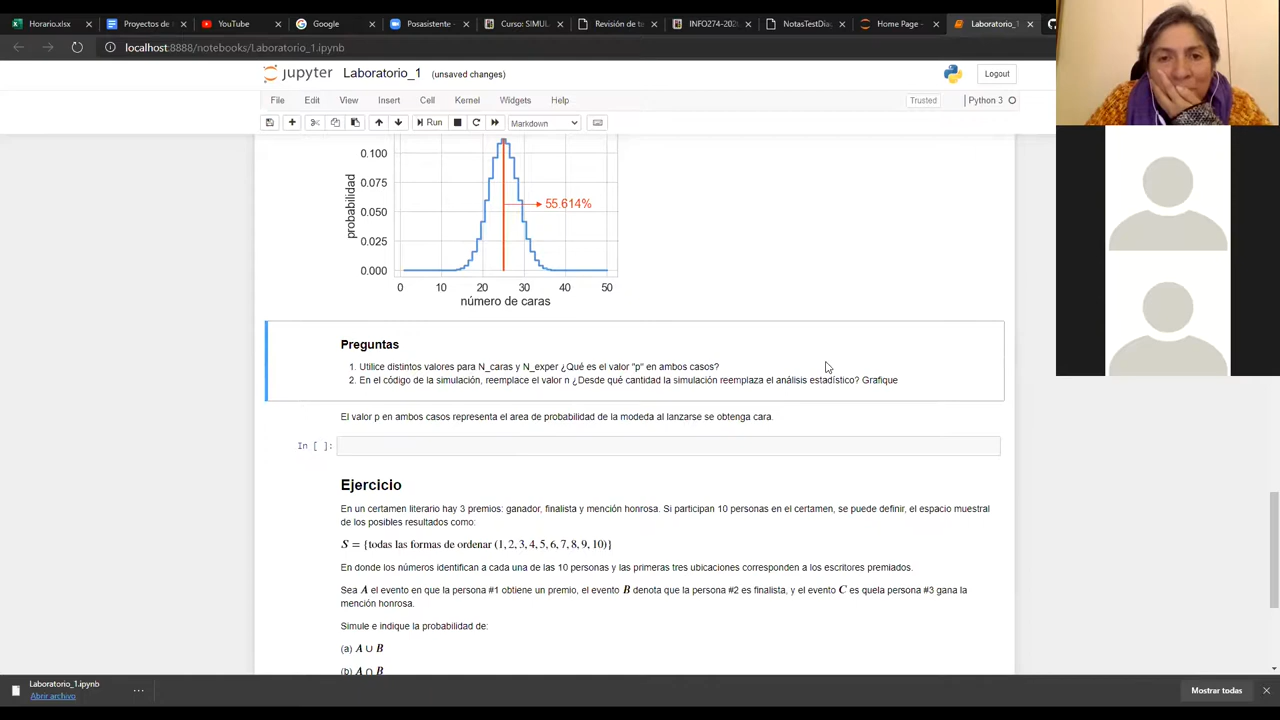 Horario.xlsx
Proyectos de
YouTube
Google
Posasistente
Curso: SIMUL
Revisión de t
INFO274-202
NotasTestDia
Home Page -
Laboratorio_1
localhost:8888/notebooks/Laboratorio_1.ipynb
jupyter Laboratorio_1 (unsaved changes)
Logout
File Edit View Insert Cell Kernel Widgets Help
Trusted
Python 3
Run
Markdown
0.100
0.075
0.050
0.025
0.000
probabilidad
55.614%
0 10 20 30 40 50
número de caras
Preguntas
1. Utilice distintos valores para N_caras y N_exper ¿Qué es el valor "p" en ambos casos?
2. En el código de la simulación, reemplace el valor n ¿Desde qué cantidad la simulación reemplaza el análisis estadístico? Grafique
El valor p en ambos casos representa el area de probabilidad de la modeda al lanzarse se obtenga cara.
In [ ]:
Ejercicio
En un certamen literario hay 3 premios: ganador, finalista y mención honrosa. Si participan 10 personas en el certamen, se puede definir, el espacio muestral
de los posibles resultados como:
S = {todas las formas de ordenar (1, 2, 3, 4, 5, 6, 7, 8, 9, 10)}
En donde los números identifican a cada una de las 10 personas y las primeras tres ubicaciones corresponden a los escritores premiados.
Sea A el evento en que la persona #1 obtiene un premio, el evento B denota que la persona #2 es finalista, y el evento C es quela persona #3 gana la
mención honrosa.
Simule e indique la probabilidad de:
(a) A ∪ B
(b) A ∩ B
Laboratorio_1.ipynb
Abrir archivo
Mostrar todas